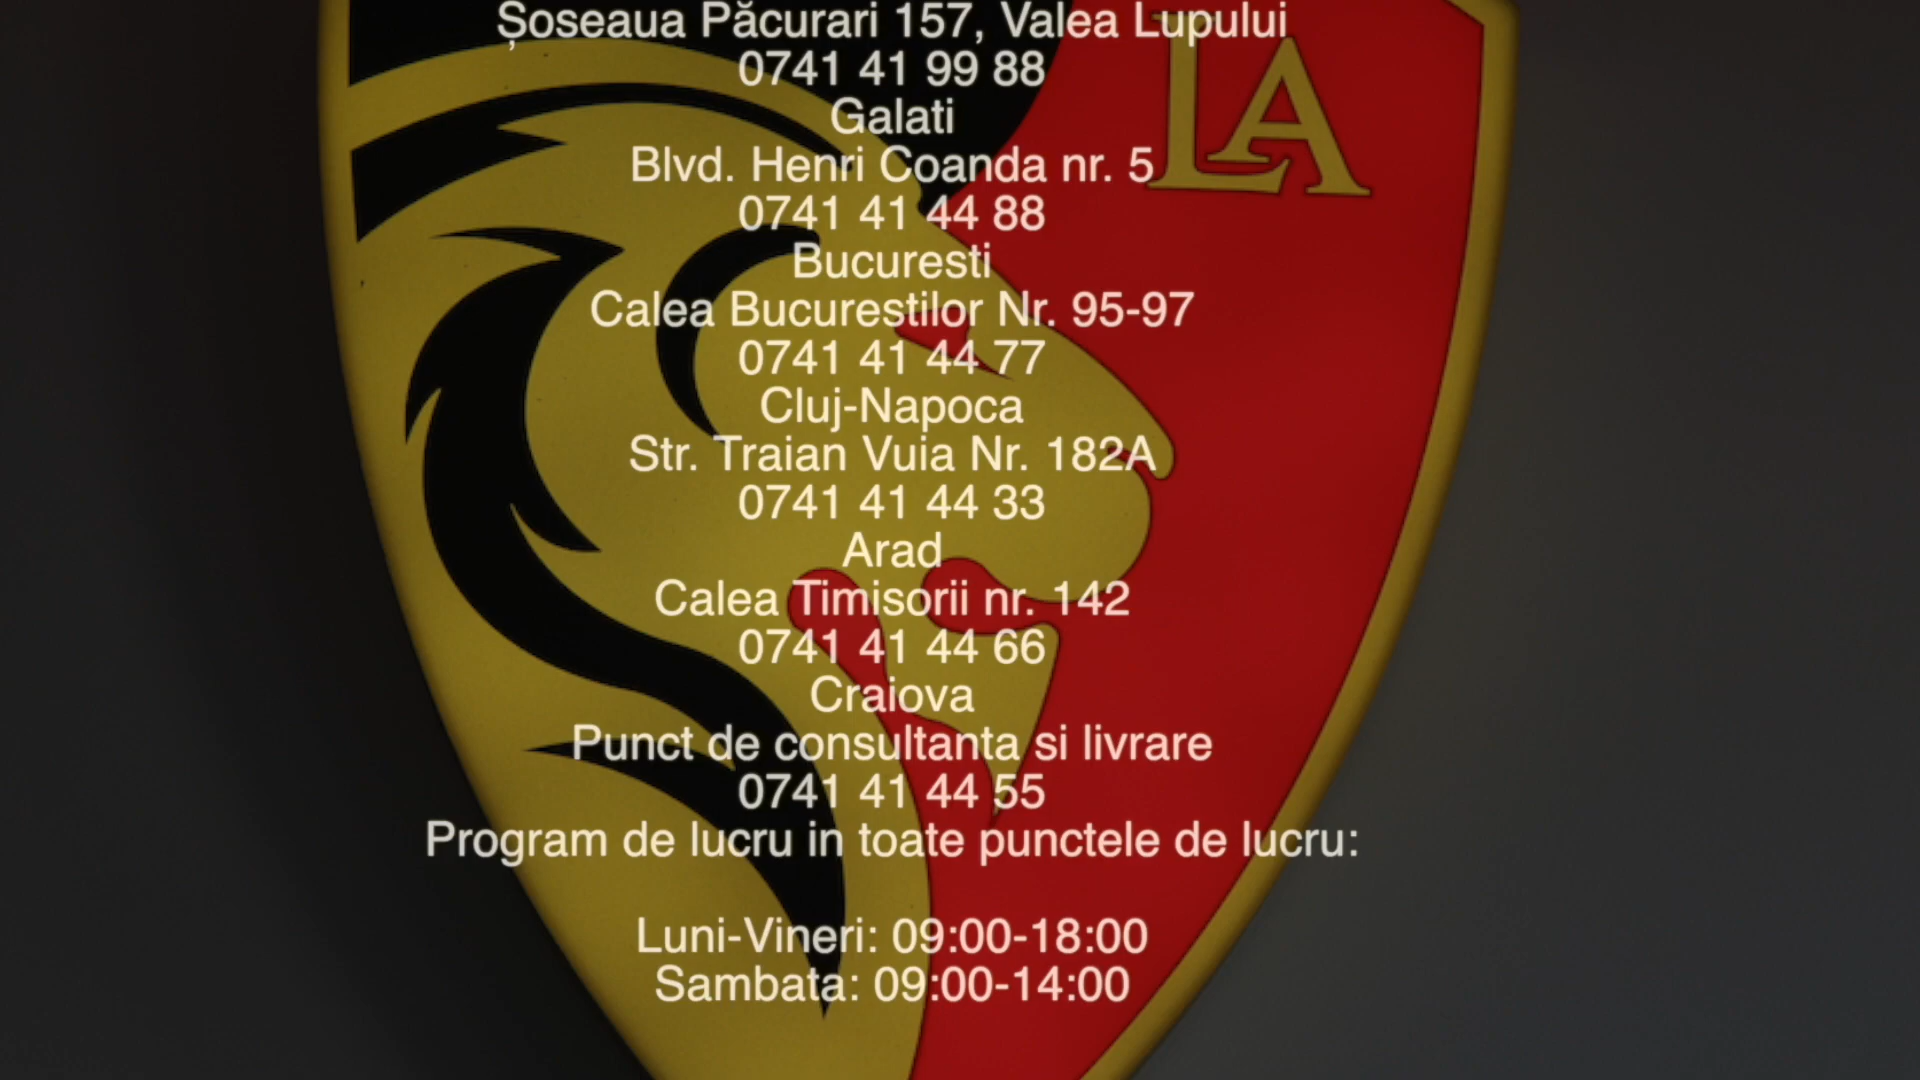 Șoseaua Păcurari 157, Valea Lupului
LA
0741 41 99 88
Galati
Blvd. Henri Coanda nr. 5
0741 41 44 88
Bucuresti
Calea Bucurestilor Nr. 95-97
0741 41 44 77
Cluj-Napoca
Str. Traian Vuia Nr. 182A
0741 41 44 33
Arad
Calea Timisorii nr. 142
0741 41 44 66
Craiova
Punct de consultanta si livrare
0741 41 44 55
Program de lucru in toate punctele de lucru:
Luni-Vineri: 09:00-18:00
Sambata: 09:00-14:00